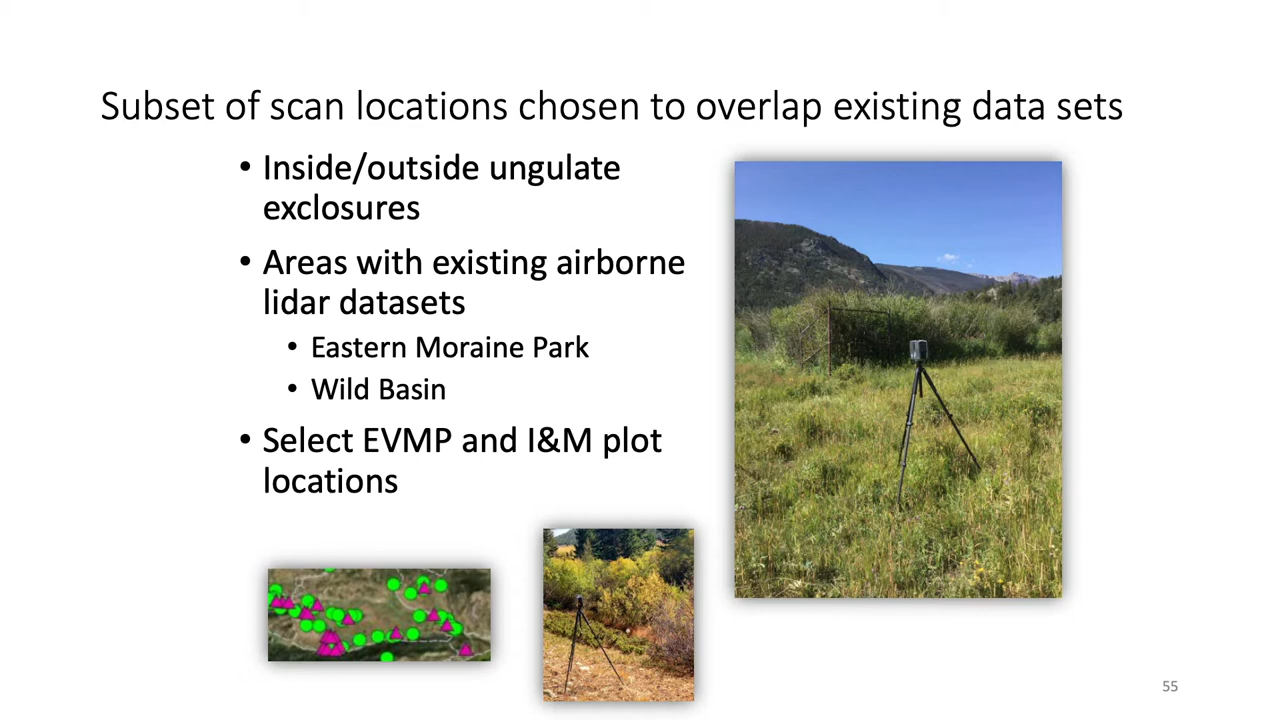 Subset of scan locations chosen to overlap existing data sets
• Inside/outside ungulate
exclosures
• Areas with existing airborne
lidar datasets
• Eastern Moraine Park
• Wild Basin
• Select EVMP and I&M plot
locations
55